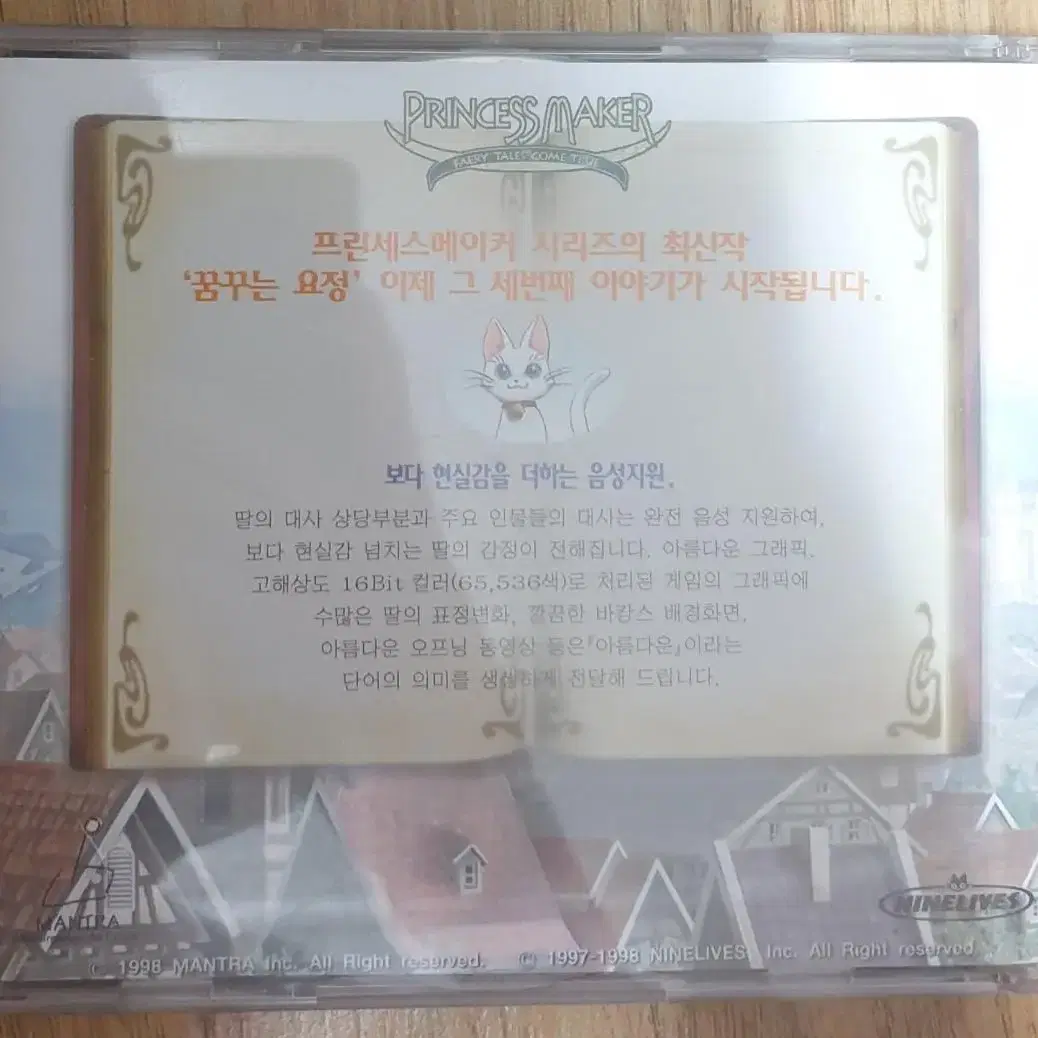 PRINCESS MAKER
FAERY TALES COME TRUE
프린세스메이커 시리즈의 최신작
'꿈꾸는 요정' 이제 그 세번째 이야기가 시작됩니다.
보다 현실감을 더하는 음성지원.
딸의 대사 상당부분과 주요 인물들의 대사는 완전 음성 지원하여,
보다 현실감 넘치는 딸의 감정이 전해집니다. 아름다운 그래픽.
고해상도 16Bit 컬러(65,536색)로 처리된 게임의 그래픽에
수많은 딸의 표정변화, 깔끔한 바캉스 배경화면,
아름다운 오프닝 동영상 등은『아름다운』이라는
단어의 의미를 생생하게 전달해 드립니다.
MANTRA
NINELIVES
© 1998 MANTRA Inc. All Right reserved. © 1997-1998 NINELIVES Inc. All Right reserved